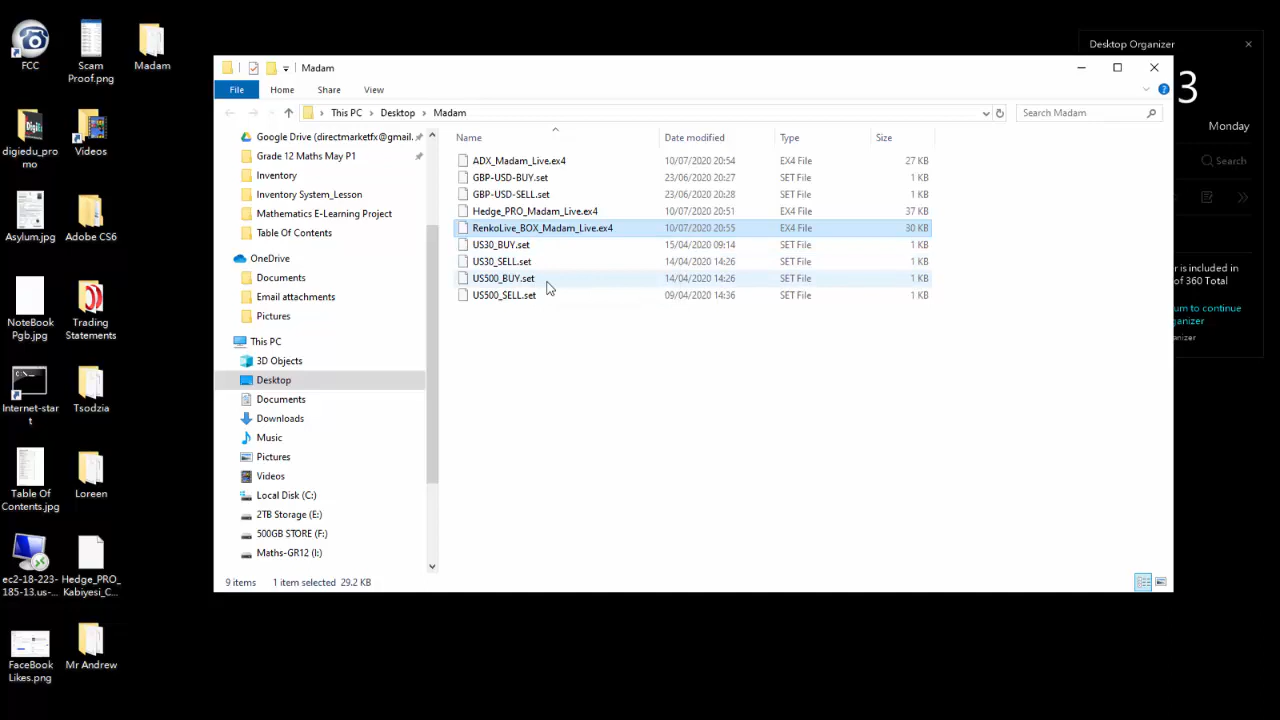 FCC
Scam
Proof.png
Madam
digiedu_pro
mo
Videos
Asylum.jpg
Adobe CS6
NoteBook
Pgb.jpg
Trading
Statements
Internet-star
t
Tsodzia
Table Of
Contents.jpg
Loreen
ec2-18-223-
185-13.us-...
Hedge_PRO_
Kabiyesi_C...
FaceBook
Likes.png
Mr Andrew
Madam
File Home Share View
This PC Desktop Madam
Search Madam
Google Drive (directmarketfx@gmail.
Grade 12 Maths May P1
Inventory
Inventory System_Lesson
Mathematics E-Learning Project
Table Of Contents
OneDrive
Documents
Email attachments
Pictures
This PC
3D Objects
Desktop
Documents
Downloads
Music
Pictures
Videos
Local Disk (C:)
2TB Storage (E:)
500GB STORE (F:)
Maths-GR12 (I:)
Name Date modified Type Size
ADX_Madam_Live.ex4 10/07/2020 20:54 EX4 File 27 KB
GBP-USD-BUY.set 23/06/2020 20:27 SET File 1 KB
GBP-USD-SELL.set 23/06/2020 20:28 SET File 1 KB
Hedge_PRO_Madam_Live.ex4 10/07/2020 20:51 EX4 File 37 KB
RenkoLive_BOX_Madam_Live.ex4 10/07/2020 20:55 EX4 File 30 KB
US30_BUY.set 15/04/2020 09:14 SET File 1 KB
US30_SELL.set 14/04/2020 14:26 SET File 1 KB
US500_BUY.set 14/04/2020 14:26 SET File 1 KB
US500_SELL.set 09/04/2020 14:36 SET File 1 KB
9 items 1 item selected 29.2 KB
Desktop Organizer
3
Monday
Search
r is included in
of 360 Total
urn to continue
ganizer
anizer